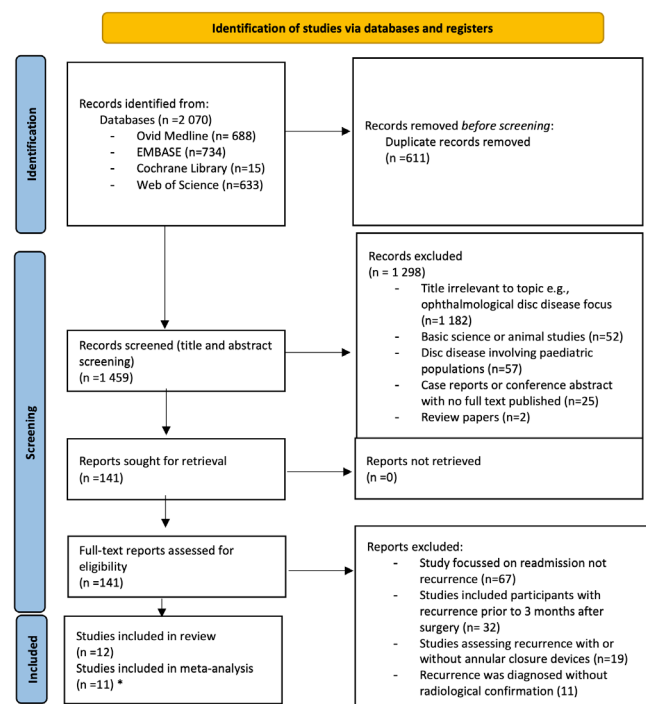 Identification of studies via databases and registers
Identification
Records identified from:
Databases (n =2 070)
- Ovid Medline (n= 688)
- EMBASE (n=734)
- Cochrane Library (n=15)
- Web of Science (n=633)
Records removed before screening:
Duplicate records removed
(n =611)
Screening
Records screened (title and abstract
screening)
(n =1 459)
Records excluded
(n = 1 298)
- Title irrelevant to topic e.g.,
ophthalmological disc disease focus
(n=1 182)
- Basic science or animal studies (n=52)
- Disc disease involving paediatric
populations (n=57)
- Case reports or conference abstract
with no full text published (n=25)
- Review papers (n=2)
Reports sought for retrieval
(n =141)
Reports not retrieved
(n =0)
Full-text reports assessed for
eligibility
(n =141)
Reports excluded:
- Study focussed on readmission not
recurrence (n=67)
- Studies included participants with
recurrence prior to 3 months after
surgery (n= 32)
- Studies assessing recurrence with or
without annular closure devices (n=19)
- Recurrence was diagnosed without
radiological confirmation (11)
Included
Studies included in review
(n =12)
Studies included in meta-analysis
(n =11) *